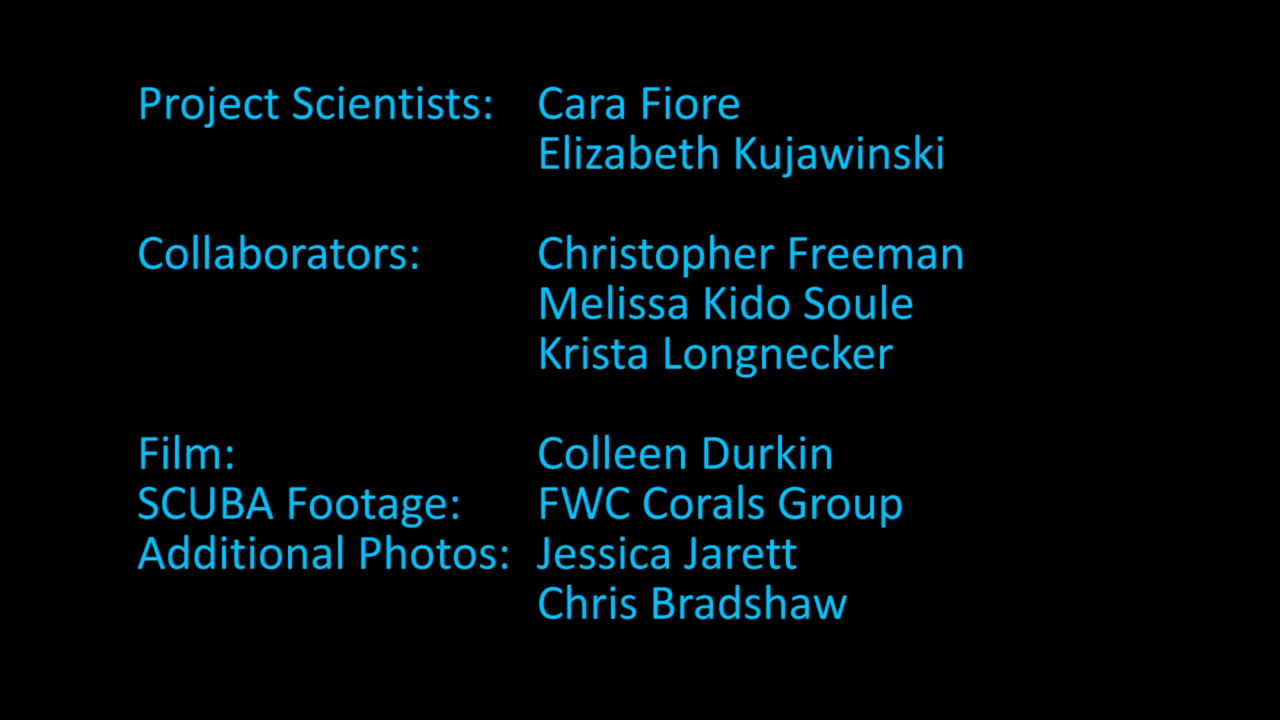 Project Scientists: Cara Fiore
Elizabeth Kujawinski
Collaborators: Christopher Freeman
Melissa Kido Soule
Krista Longnecker
Film: Colleen Durkin
SCUBA Footage: FWC Corals Group
Additional Photos: Jessica Jarett
Chris Bradshaw